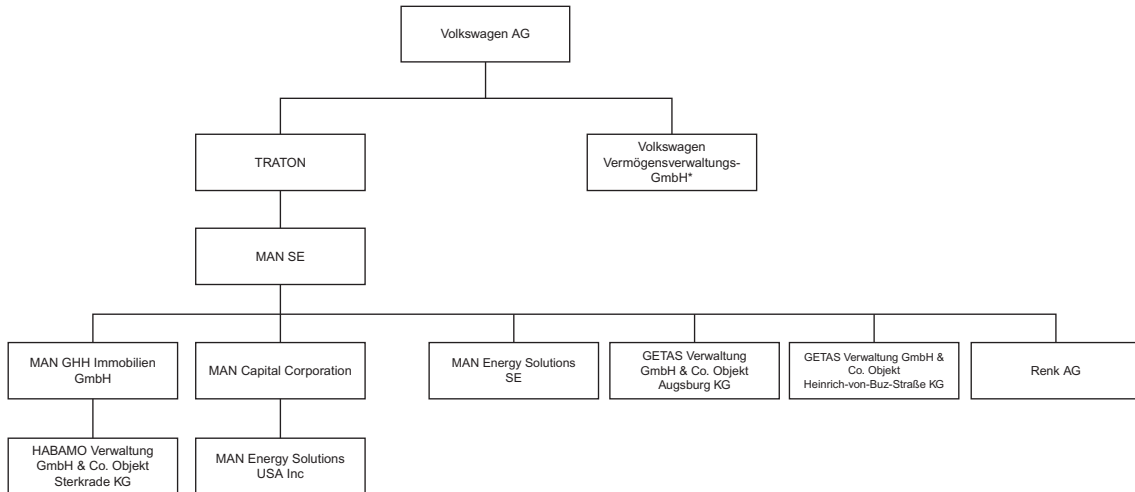 Volkswagen AG
TRATON
Volkswagen
Vermögensverwaltungs-
GmbH*
MAN SE
MAN GHH Immobilien
GmbH
MAN Capital Corporation
MAN Energy Solutions
SE
GETAS Verwaltung
GmbH & Co. Objekt
Augsburg KG
GETAS Verwaltung GmbH &
Co. Objekt
Heinrich-von-Buz-Straße KG
Renk AG
HABAMO Verwaltung
GmbH & Co. Objekt
Sterkrade KG
MAN Energy Solutions
USA Inc